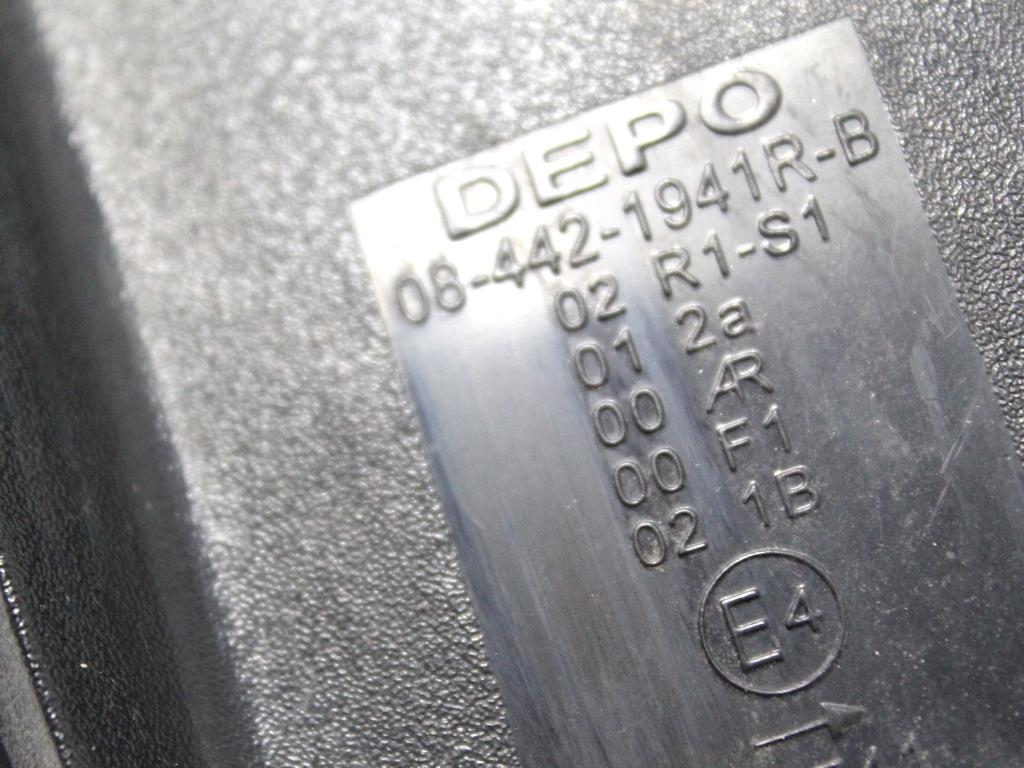 DEPO
08-442-1941R-B
02 R1-S1
01 2a
00 AR
00 F1
02 1B
E4